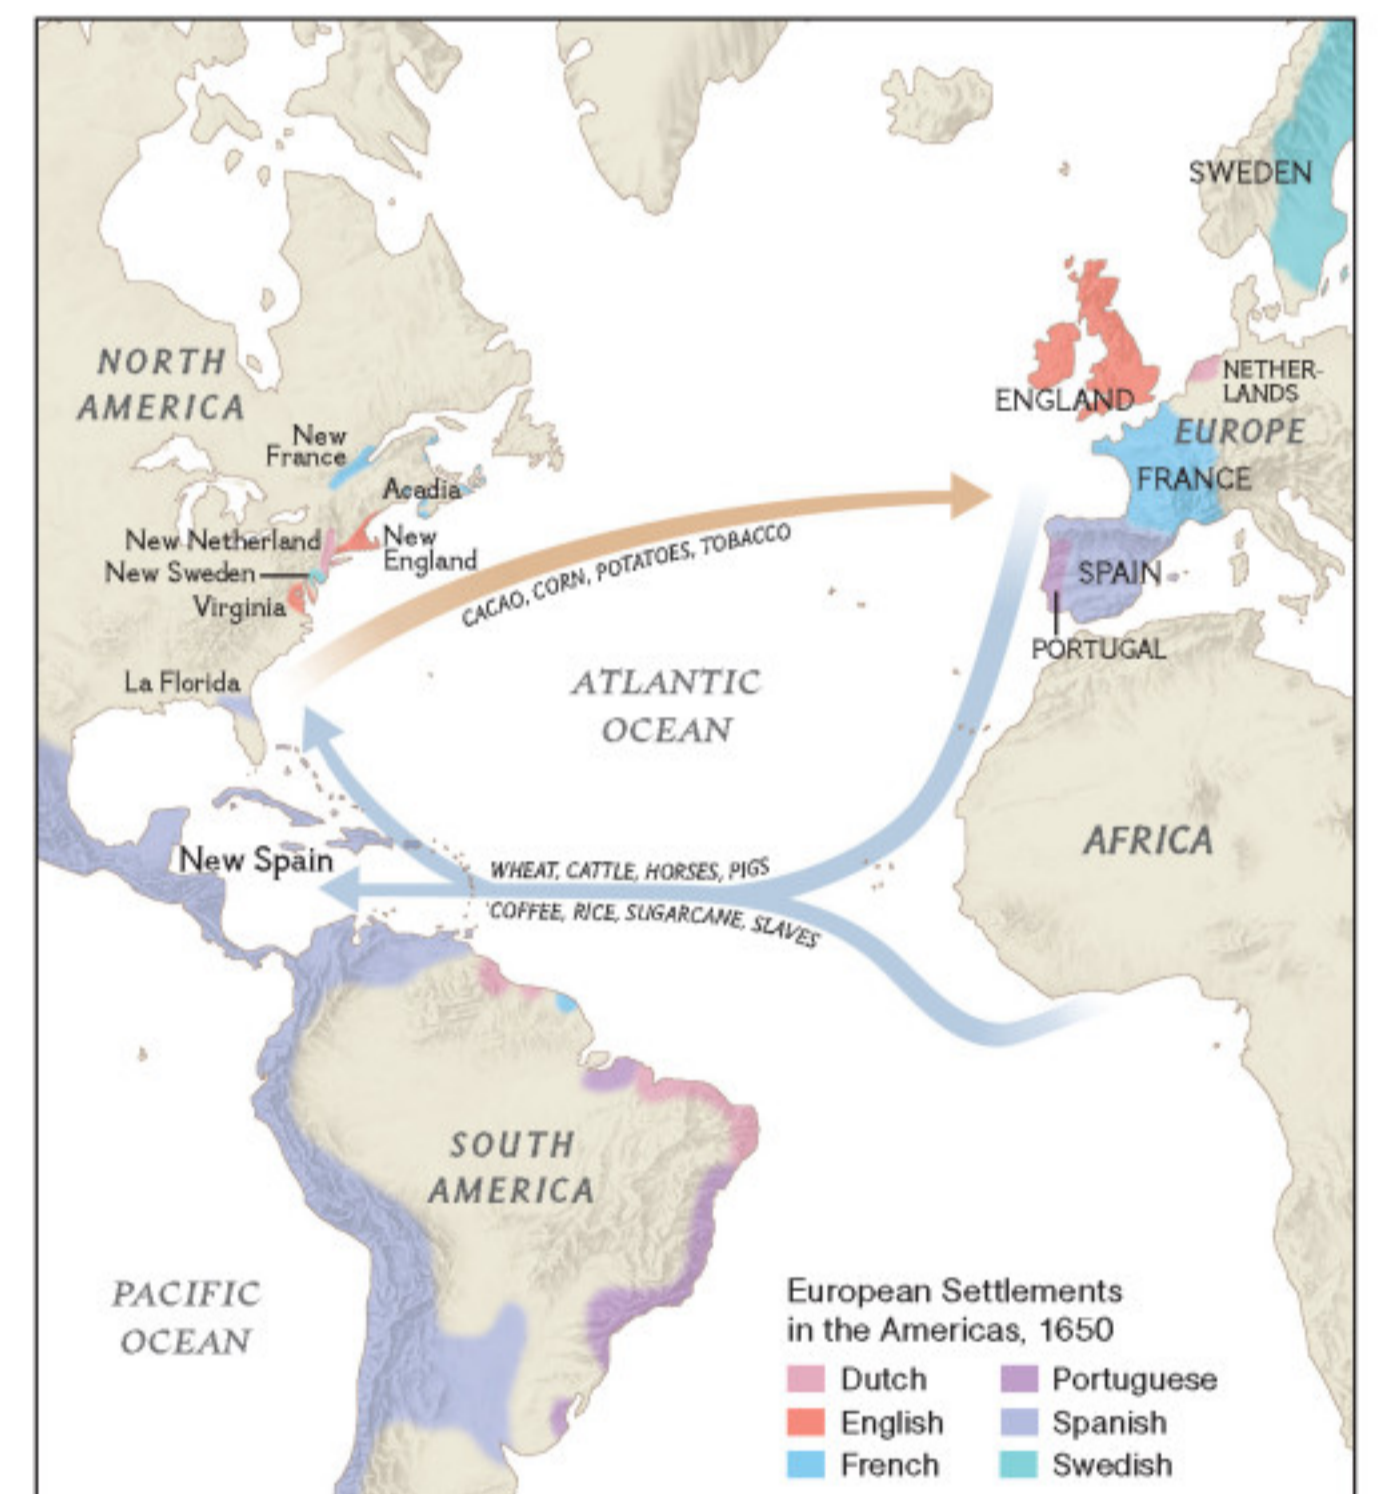 SWEDEN
NORTH
AMERICA
ENGLAND
NETHER-
LANDS
EUROPE
FRANCE
New
France
Acadia
New Netherland
New
England
New Sweden
Virginia
CACAO, CORN, POTATOES, TOBACCO
SPAIN
PORTUGAL
La Florida
ATLANTIC
OCEAN
AFRICA
New Spain
WHEAT, CATTLE, HORSES, PIGS
COFFEE, RICE, SUGARCANE, SLAVES
SOUTH
AMERICA
PACIFIC
OCEAN
European Settlements
in the Americas, 1650
Dutch
English
French
Portuguese
Spanish
Swedish